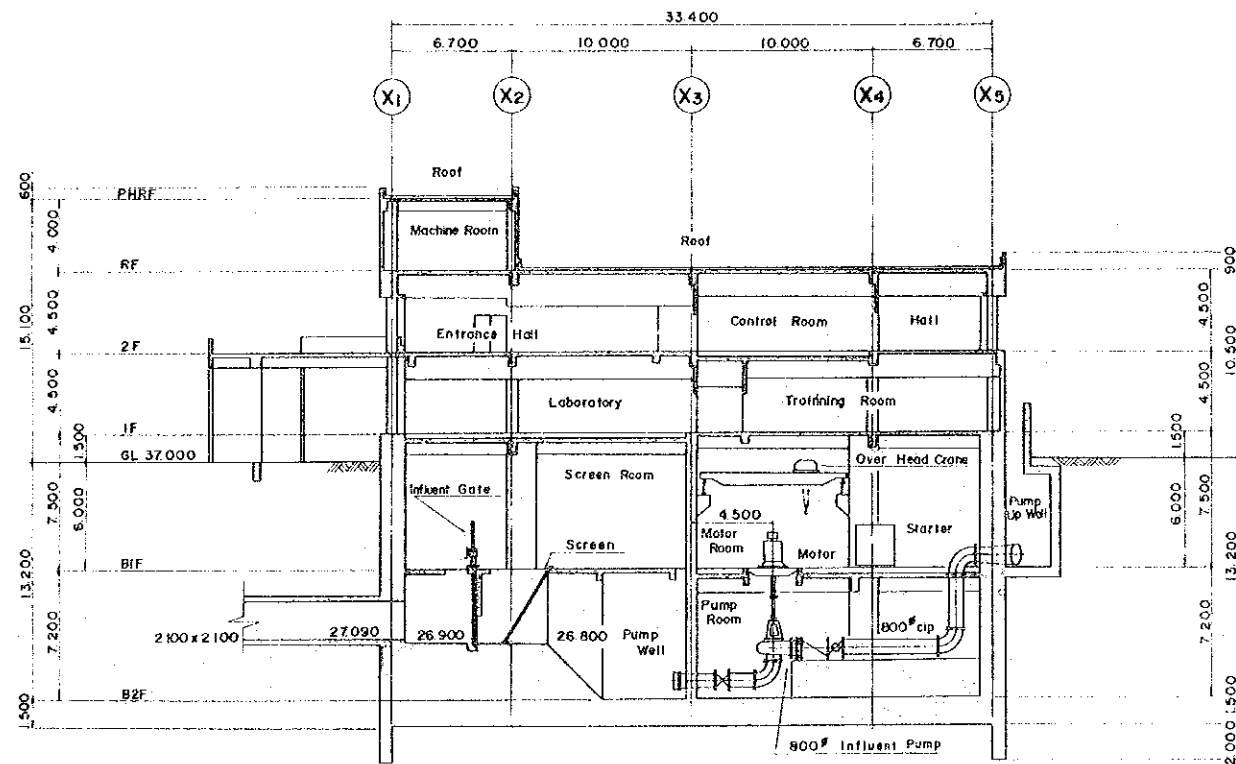 33.400
6.700 10.000 10.000 6.700
X1 X2 X3 X4 X5
Roof
600 PHRF
4.000 Machine Room
Roof
RF 900
15.100 4.500 Entrance Hall Control Room Hall 4.500
2F 10.500
4.500 Laboratory Trainning Room 4.500
1F
1.500 1.500
GL 37.000
Over Head Crane
Screen Room
Influent Gate
Pump Up Well
7.500 6.000 4.500 Starter 6.000 7.500
Motor Room Motor
Screen
B1F
13.200 13.200
Pump Room
2100x2100 27.090 26.900 26.800 Pump Well 800ø cip
7.200 7.200
B2F
1.500 1.500
800ø Influent Pump 2.000